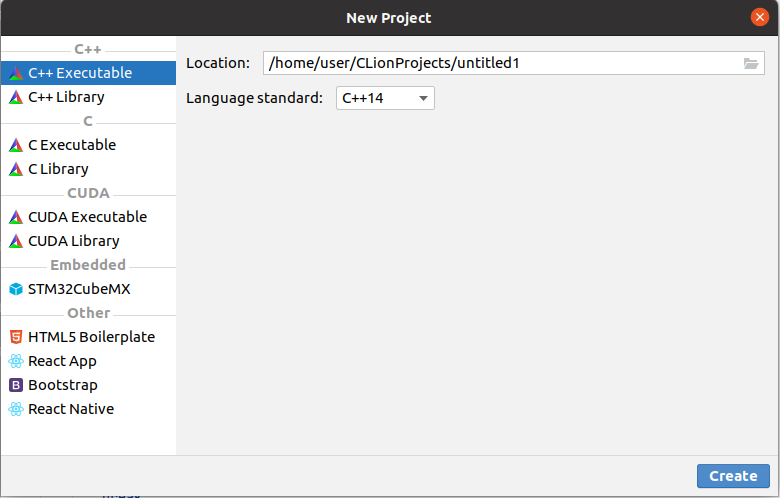 New Project
C++
C++ Executable
C++ Library
C
C Executable
C Library
CUDA
CUDA Executable
CUDA Library
Embedded
STM32CubeMX
Other
HTML5 Boilerplate
React App
Bootstrap
React Native
Location: /home/user/CLionProjects/untitled1
Language standard: C++14
Create